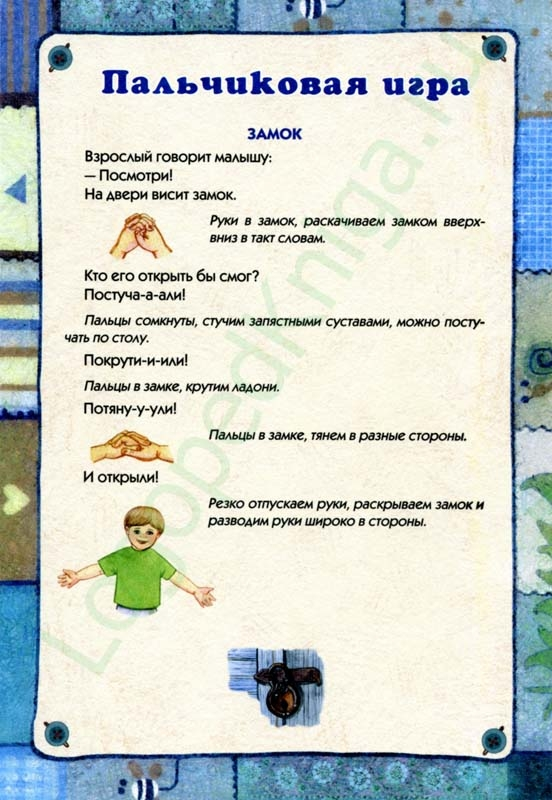 Пальчиковая игра
ЗАМОК
Взрослый говорит малышу:
— Посмотри!
На двери висит замок.
Руки в замок, раскачиваем замком вверх-
вниз в такт словам.
Кто его открыть бы смог?
Постуча-а-али!
Пальцы сомкнуты, стучим запястными суставами, можно посту-
чать по столу.
Покрути-и-или!
Пальцы в замке, крутим ладони.
Потяну-у-ули!
Пальцы в замке, тянем в разные стороны.
И открыли!
Резко отпускаем руки, раскрываем замок и
разводим руки широко в стороны.
LogopedKniga.ru